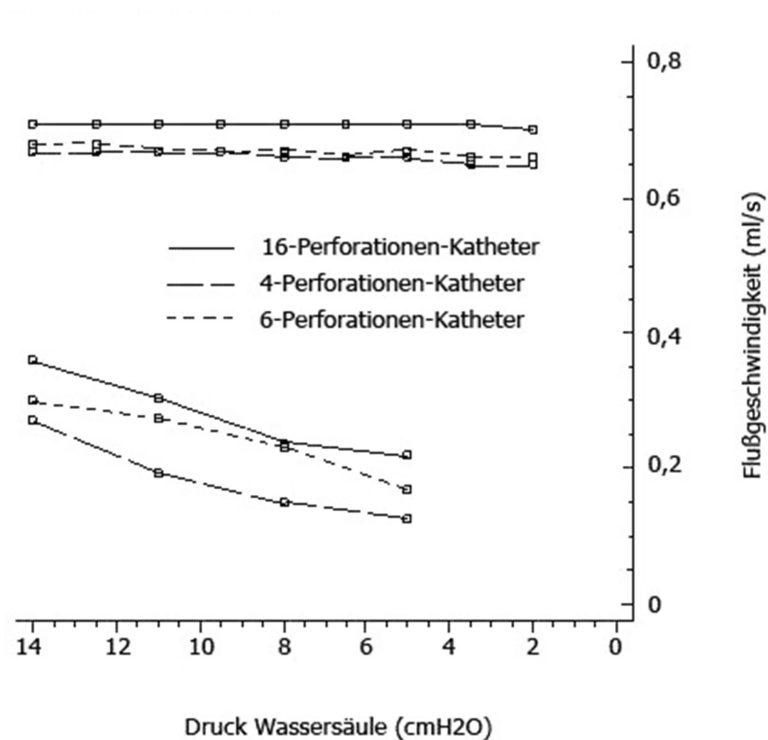 0,8
0,6
16-Perforationen-Katheter
4-Perforationen-Katheter
6-Perforationen-Katheter
0,4
0,2
0
Flußgeschwindigkeit (ml/s)
14 12 10 8 6 4 2 0
Druck Wassersäule (cmH2O)